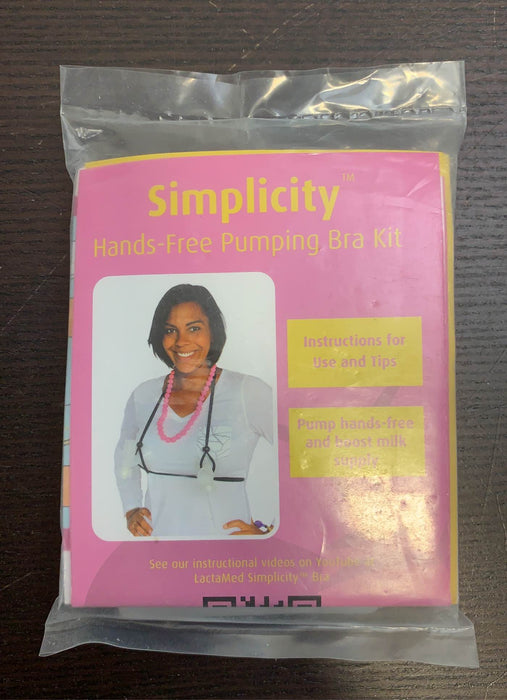 Simplicity™
Hands-Free Pumping Bra Kit
Instructions for
Use and Tips
Pump hands-free
and boost milk
supply
See our instructional videos on YouTube at
LactaMed Simplicity™ Bra